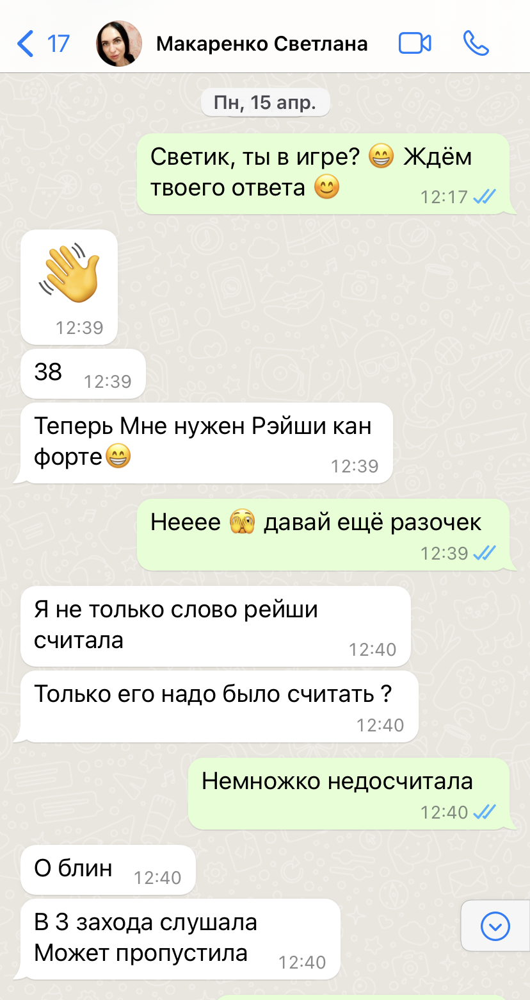 17
Макаренко Светлана
Пн, 15 апр.
Светик, ты в игре? 😁 Ждём
твоего ответа 😊
12:17
👋
12:39
38
12:39
Теперь Мне нужен Рэйши кан
форте😁
12:39
Нееее 🫣 давай ещё разочек
12:39
Я не только слово рейши
считала
12:40
Только его надо было считать ?
12:40
Немножко недосчитала
12:40
О блин
12:40
В 3 захода слушала
Может пропустила
12:40